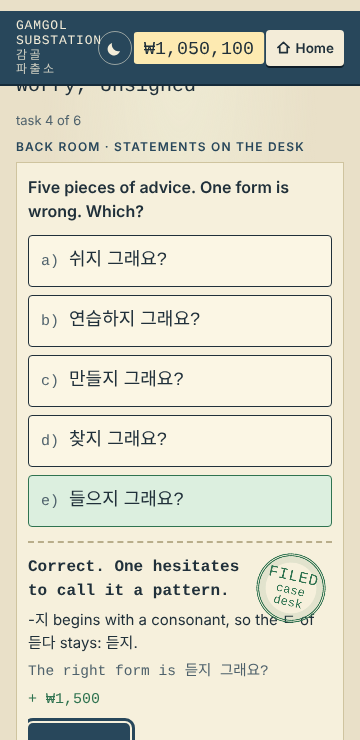 GAMGOL
SUBSTATION
감골
파출소
₩1,050,100
Home
worry, unsigned
task 4 of 6
BACK ROOM · STATEMENTS ON THE DESK
Five pieces of advice. One form is
wrong. Which?
a) 쉬지 그래요?
b) 연습하지 그래요?
c) 만들지 그래요?
d) 찾지 그래요?
e) 들으지 그래요?
Correct. One hesitates
to call it a pattern.
FILED
case
desk
-지 begins with a consonant, so the ㄷ of
듣다 stays: 듣지.
The right form is 듣지 그래요?
+ ₩1,500